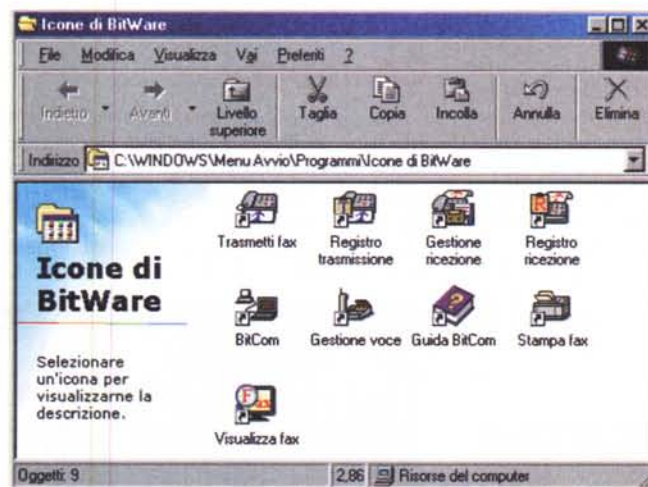 Icone di BitWare
File Modifica Visualizza Vai Preferiti ?
Indietro Avanti Livello superiore Taglia Copia Incolla Annulla Elimina
Indirizzo C:\WINDOWS\Menu Avvio\Programmi\Icone di BitWare
Icone di
BitWare
Selezionare
un'icona per
visualizzarne la
descrizione.
Trasmetti fax
Registro
trasmissione
Gestione
ricezione
Registro
ricezione
BitCom
Gestione voce
Guida BitCom
Stampa fax
Visualizza fax
Oggetti: 9 2,86 Risorse del computer